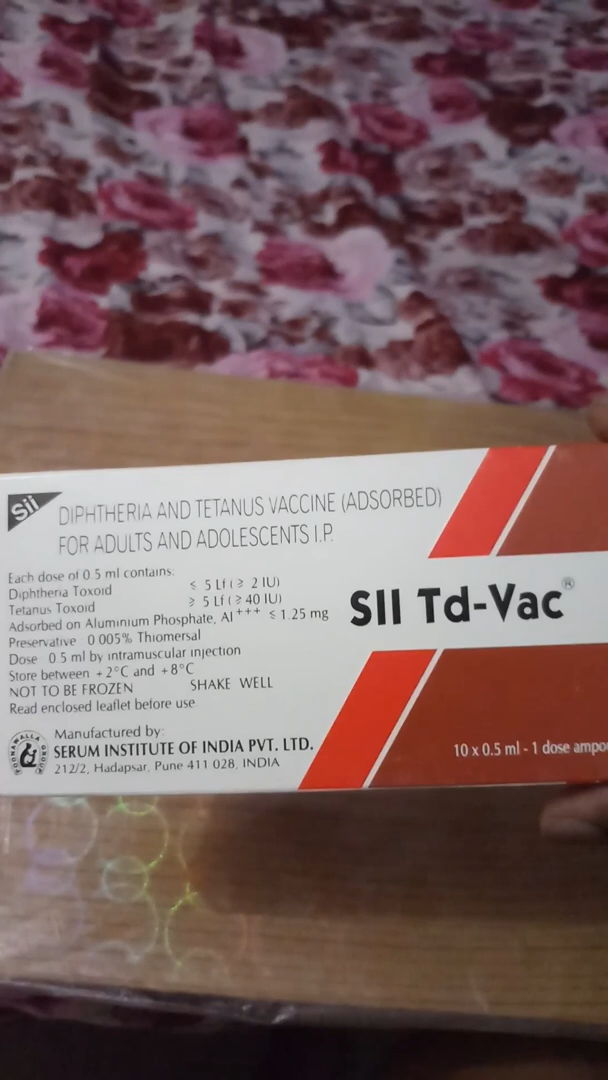 Sii
DIPHTHERIA AND TETANUS VACCINE (ADSORBED)
FOR ADULTS AND ADOLESCENTS I.P.
Each dose of 0.5 ml contains:
Diphtheria Toxoid ≤ 5 Lf (≥ 2 IU)
Tetanus Toxoid ≥ 5 Lf (≥ 40 IU)
Adsorbed on Aluminium Phosphate, Al+++ ≤ 1.25 mg
Preservative 0.005% Thiomersal
Dose 0.5 ml by intramuscular injection
Store between +2°C and +8°C
NOT TO BE FROZEN SHAKE WELL
Read enclosed leaflet before use
SII Td-Vac®
Manufactured by:
SERUM INSTITUTE OF INDIA PVT. LTD.
212/2, Hadapsar, Pune 411 028, INDIA
POONAWALLA GROUP
10 x 0.5 ml - 1 dose ampou